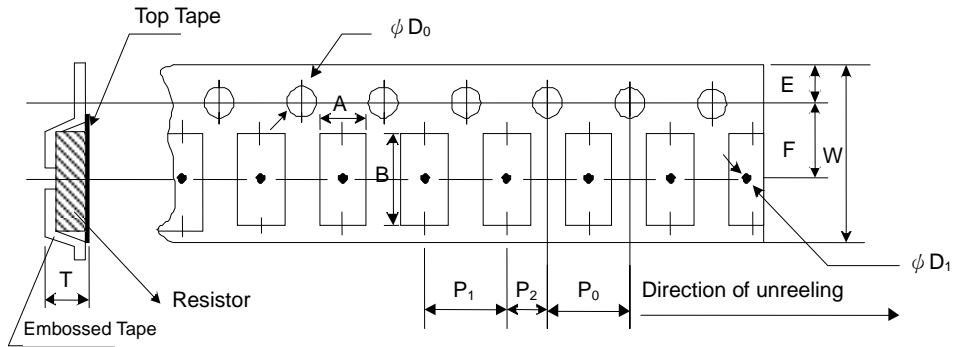 Top Tape
ψ D₀
E
A
F
W
B
ψ D₁
T
Resistor
P₁
P₂
P₀
Direction of unreeling
Embossed Tape